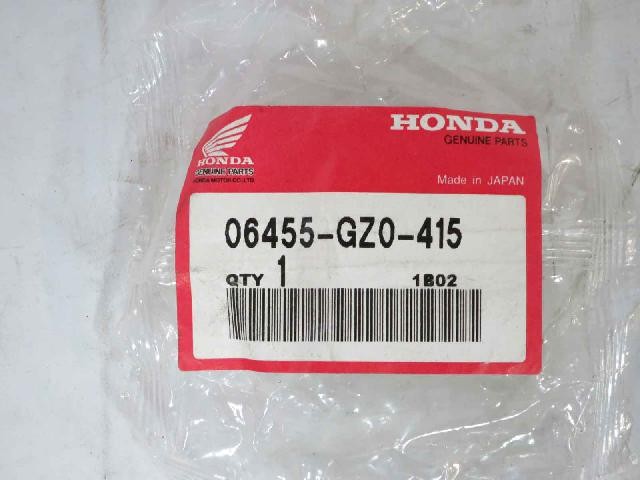 HONDA
GENUINE PARTS
HONDA MOTOR CO.,LTD.
HONDA
GENUINE PARTS
Made in JAPAN
06455-GZ0-415
QTY 1 1B02